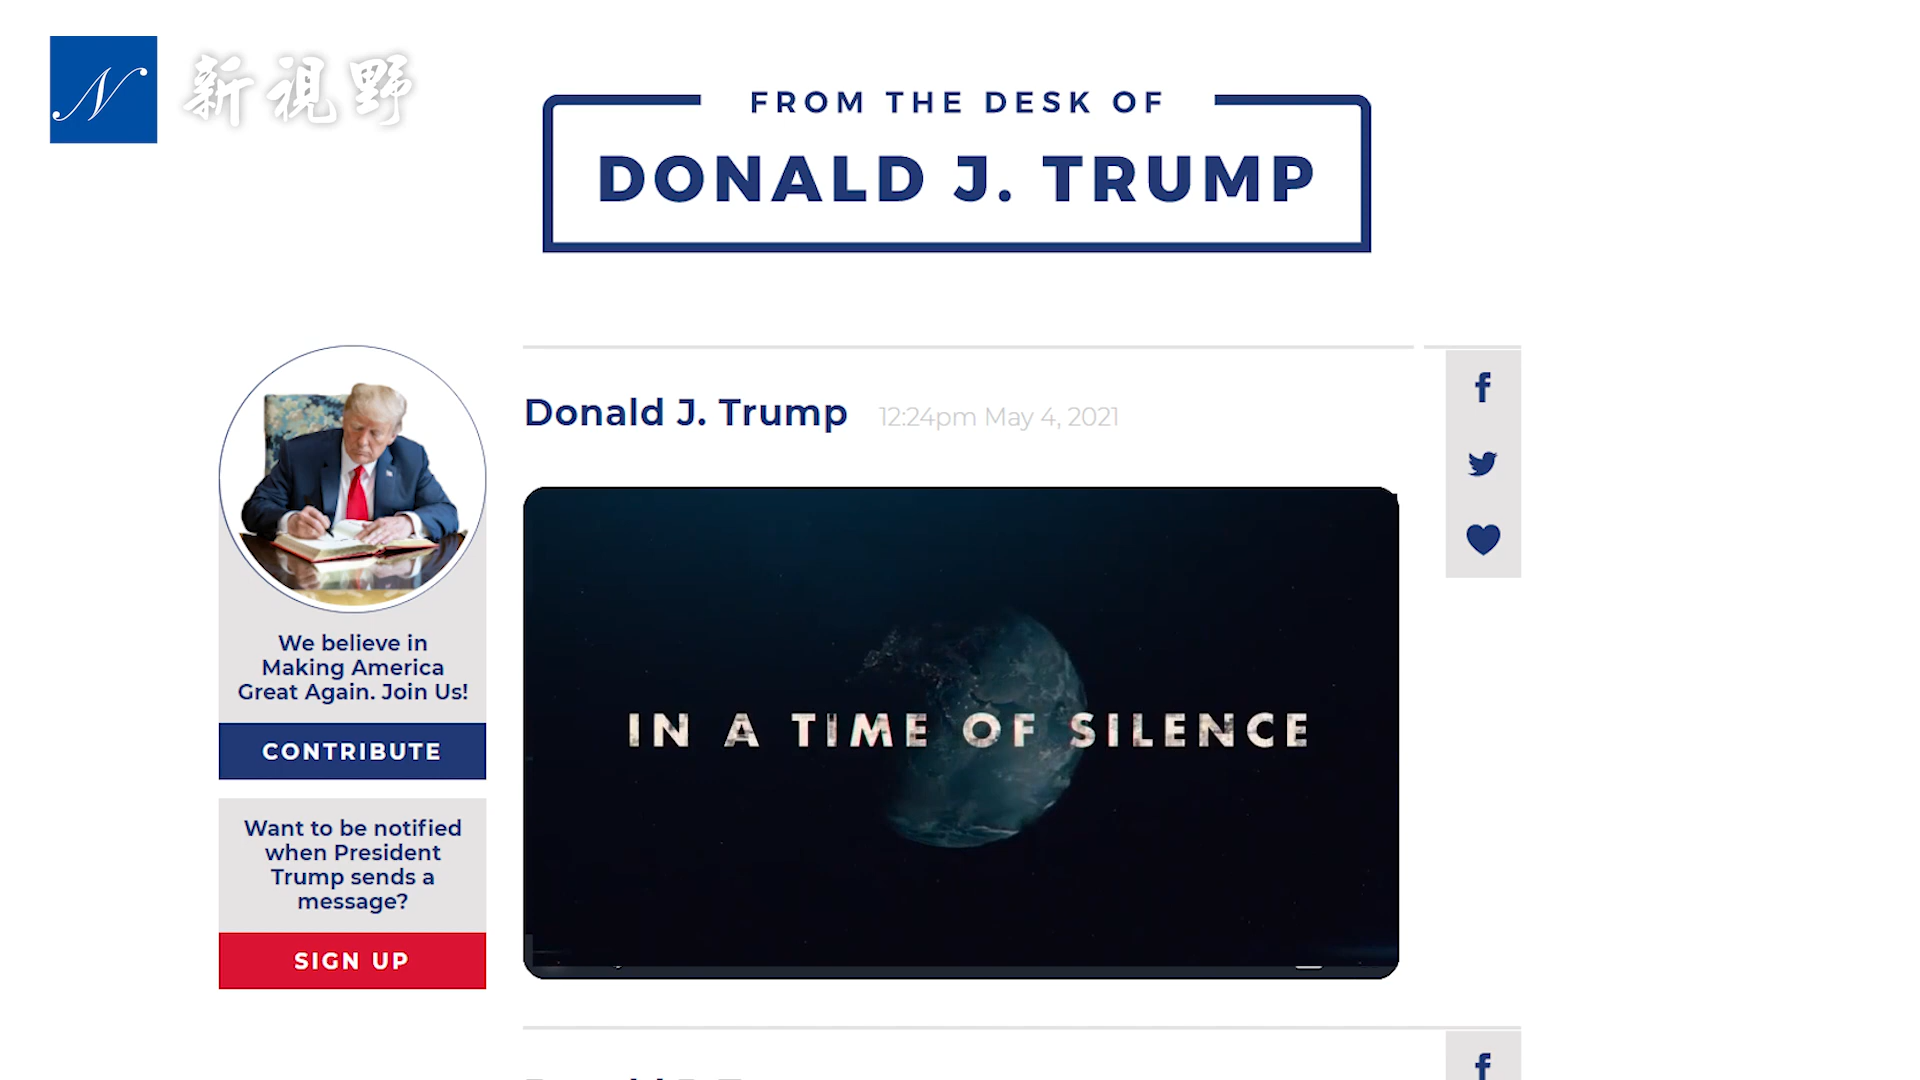 N 新視野
FROM THE DESK OF
DONALD J. TRUMP
Donald J. Trump 12:24pm May 4, 2021
IN A TIME OF SILENCE
We believe in
Making America
Great Again. Join Us!
CONTRIBUTE
Want to be notified
when President
Trump sends a
message?
SIGN UP